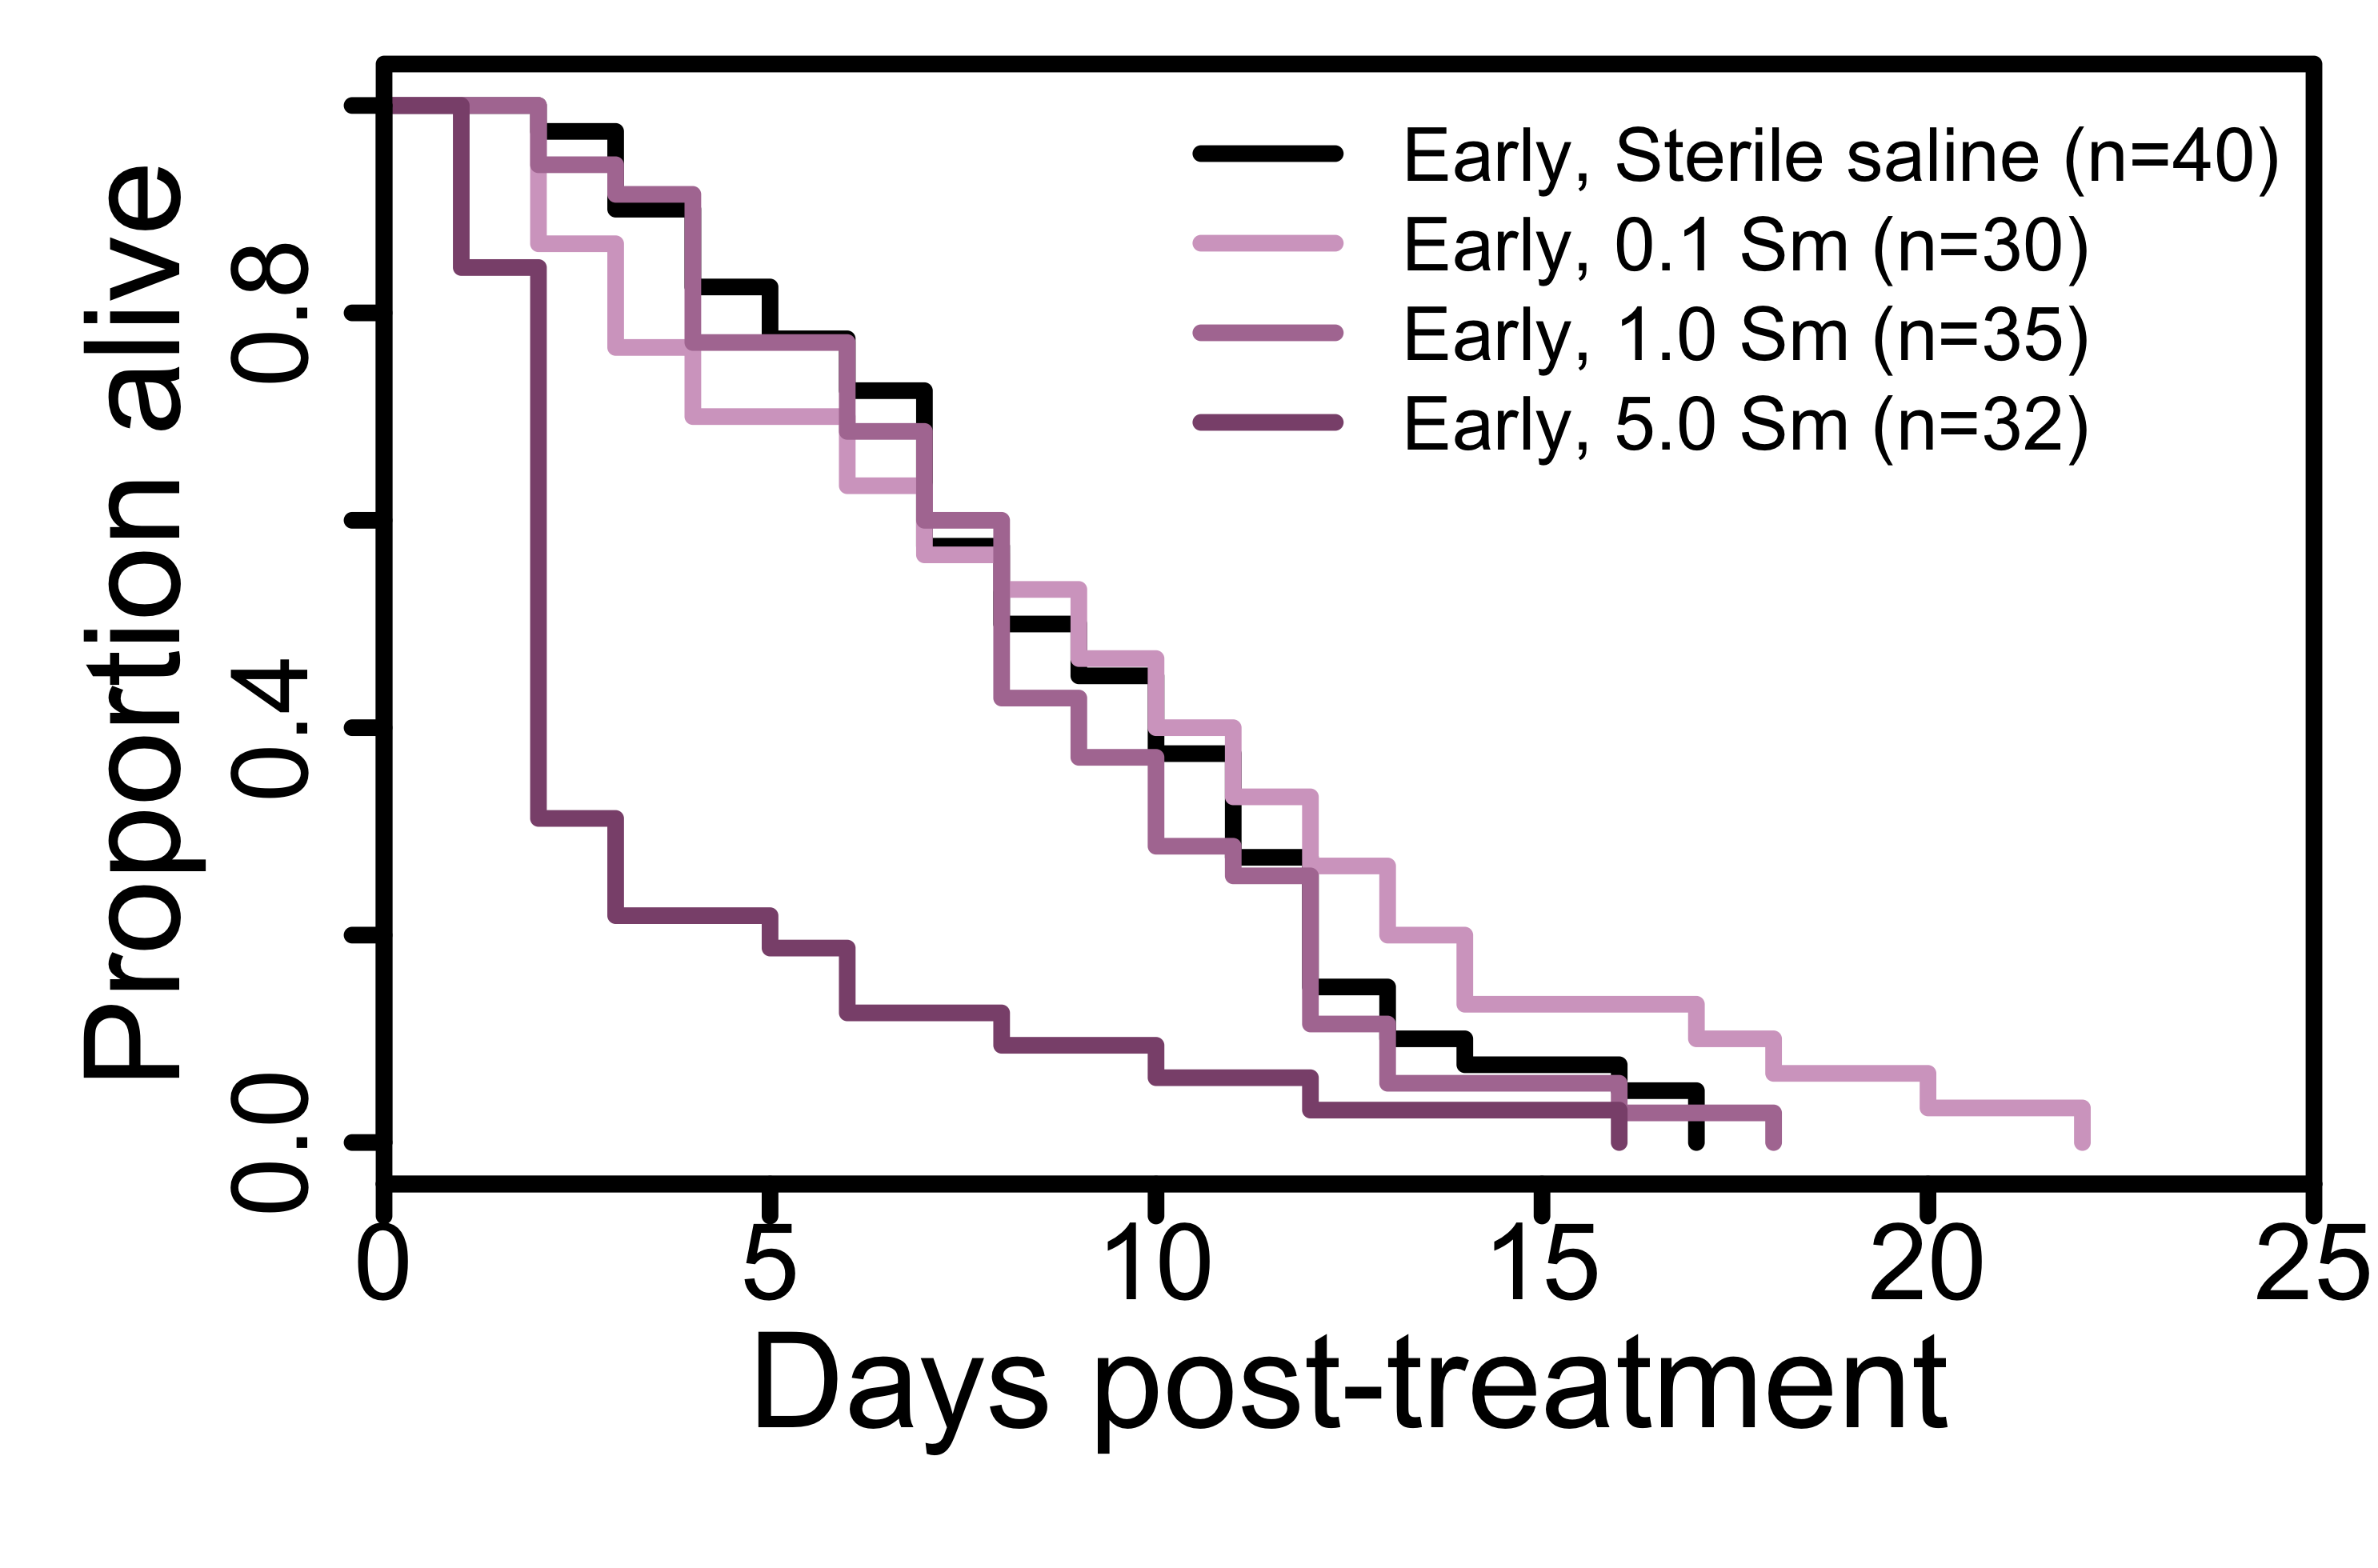 Early, Sterile saline (n=40)
Early, 0.1 Sm (n=30)
Early, 1.0 Sm (n=35)
Early, 5.0 Sm (n=32)
Proportion alive
0.8
0.4
0.0
0 5 10 15 20 25
Days post-treatment